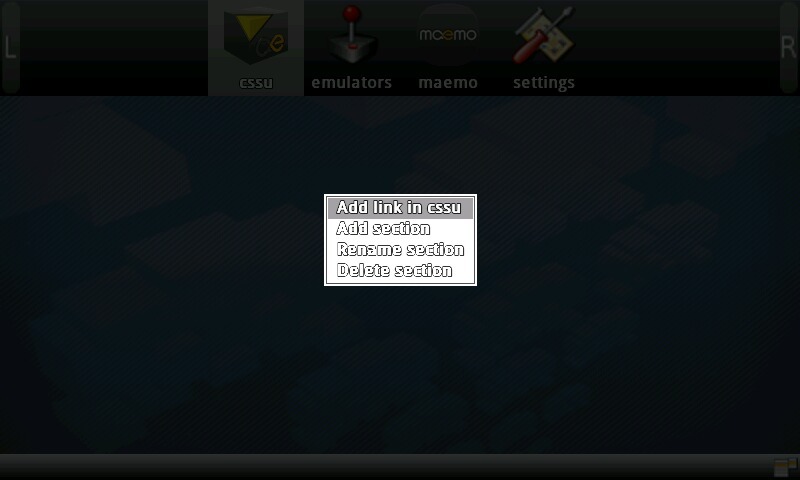 L
maemo
R
cssu
emulators
maemo
settings
Add link in cssu
Add section
Rename section
Delete section